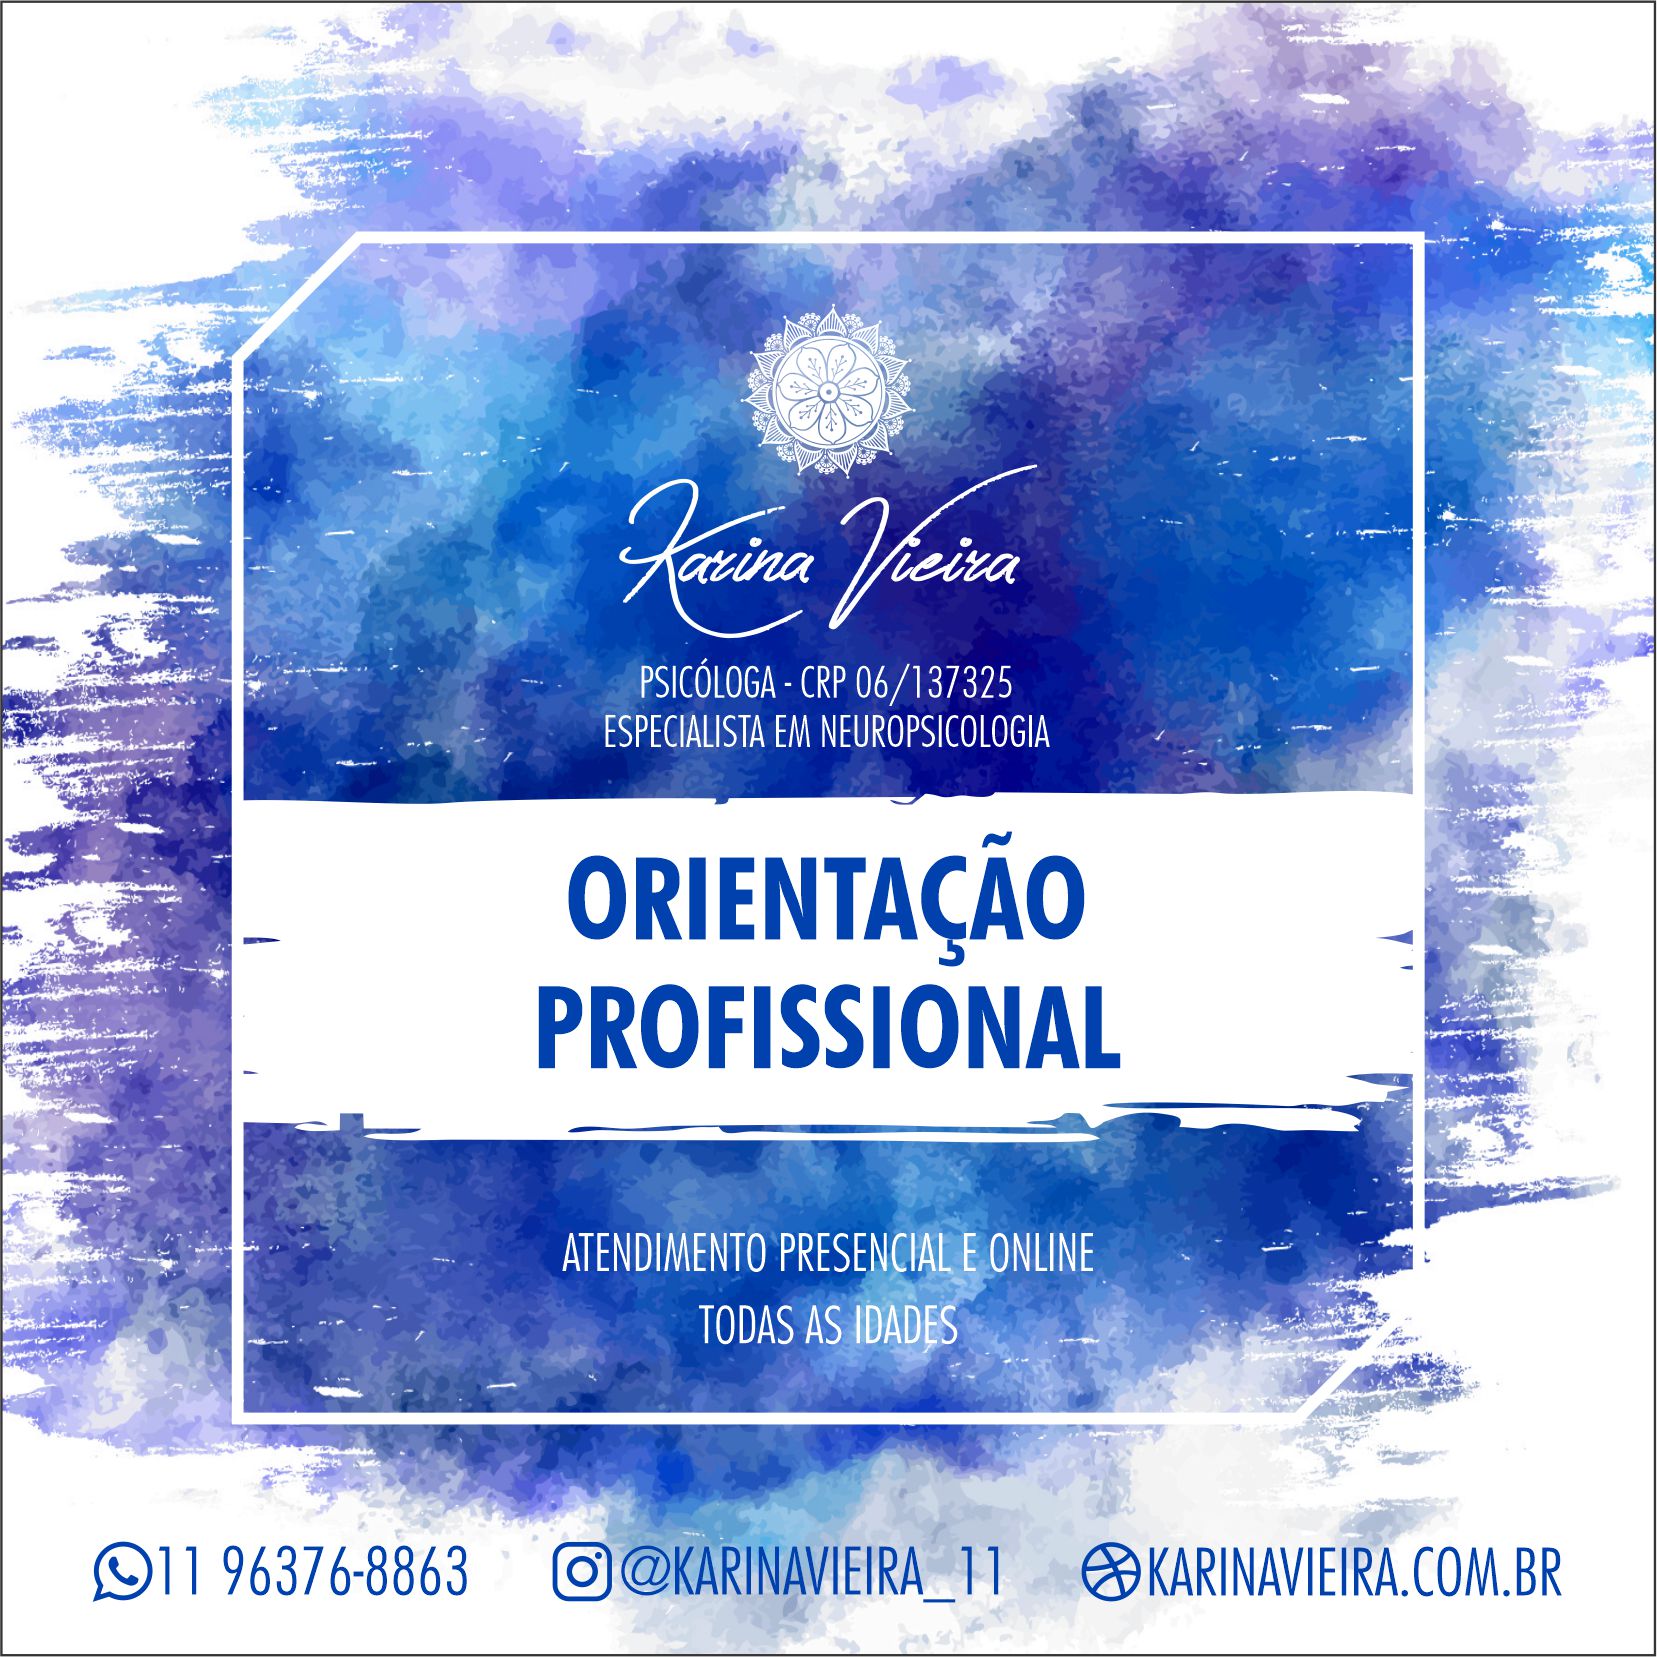 Karina Vieira
PSICÓLOGA - CRP 06/137325
ESPECIALISTA EM NEUROPSICOLOGIA
ORIENTAÇÃO
PROFISSIONAL
ATENDIMENTO PRESENCIAL E ONLINE
TODAS AS IDADES
11 96376-8863 @KARINAVIEIRA_11 KARINAVIEIRA.COM.BR